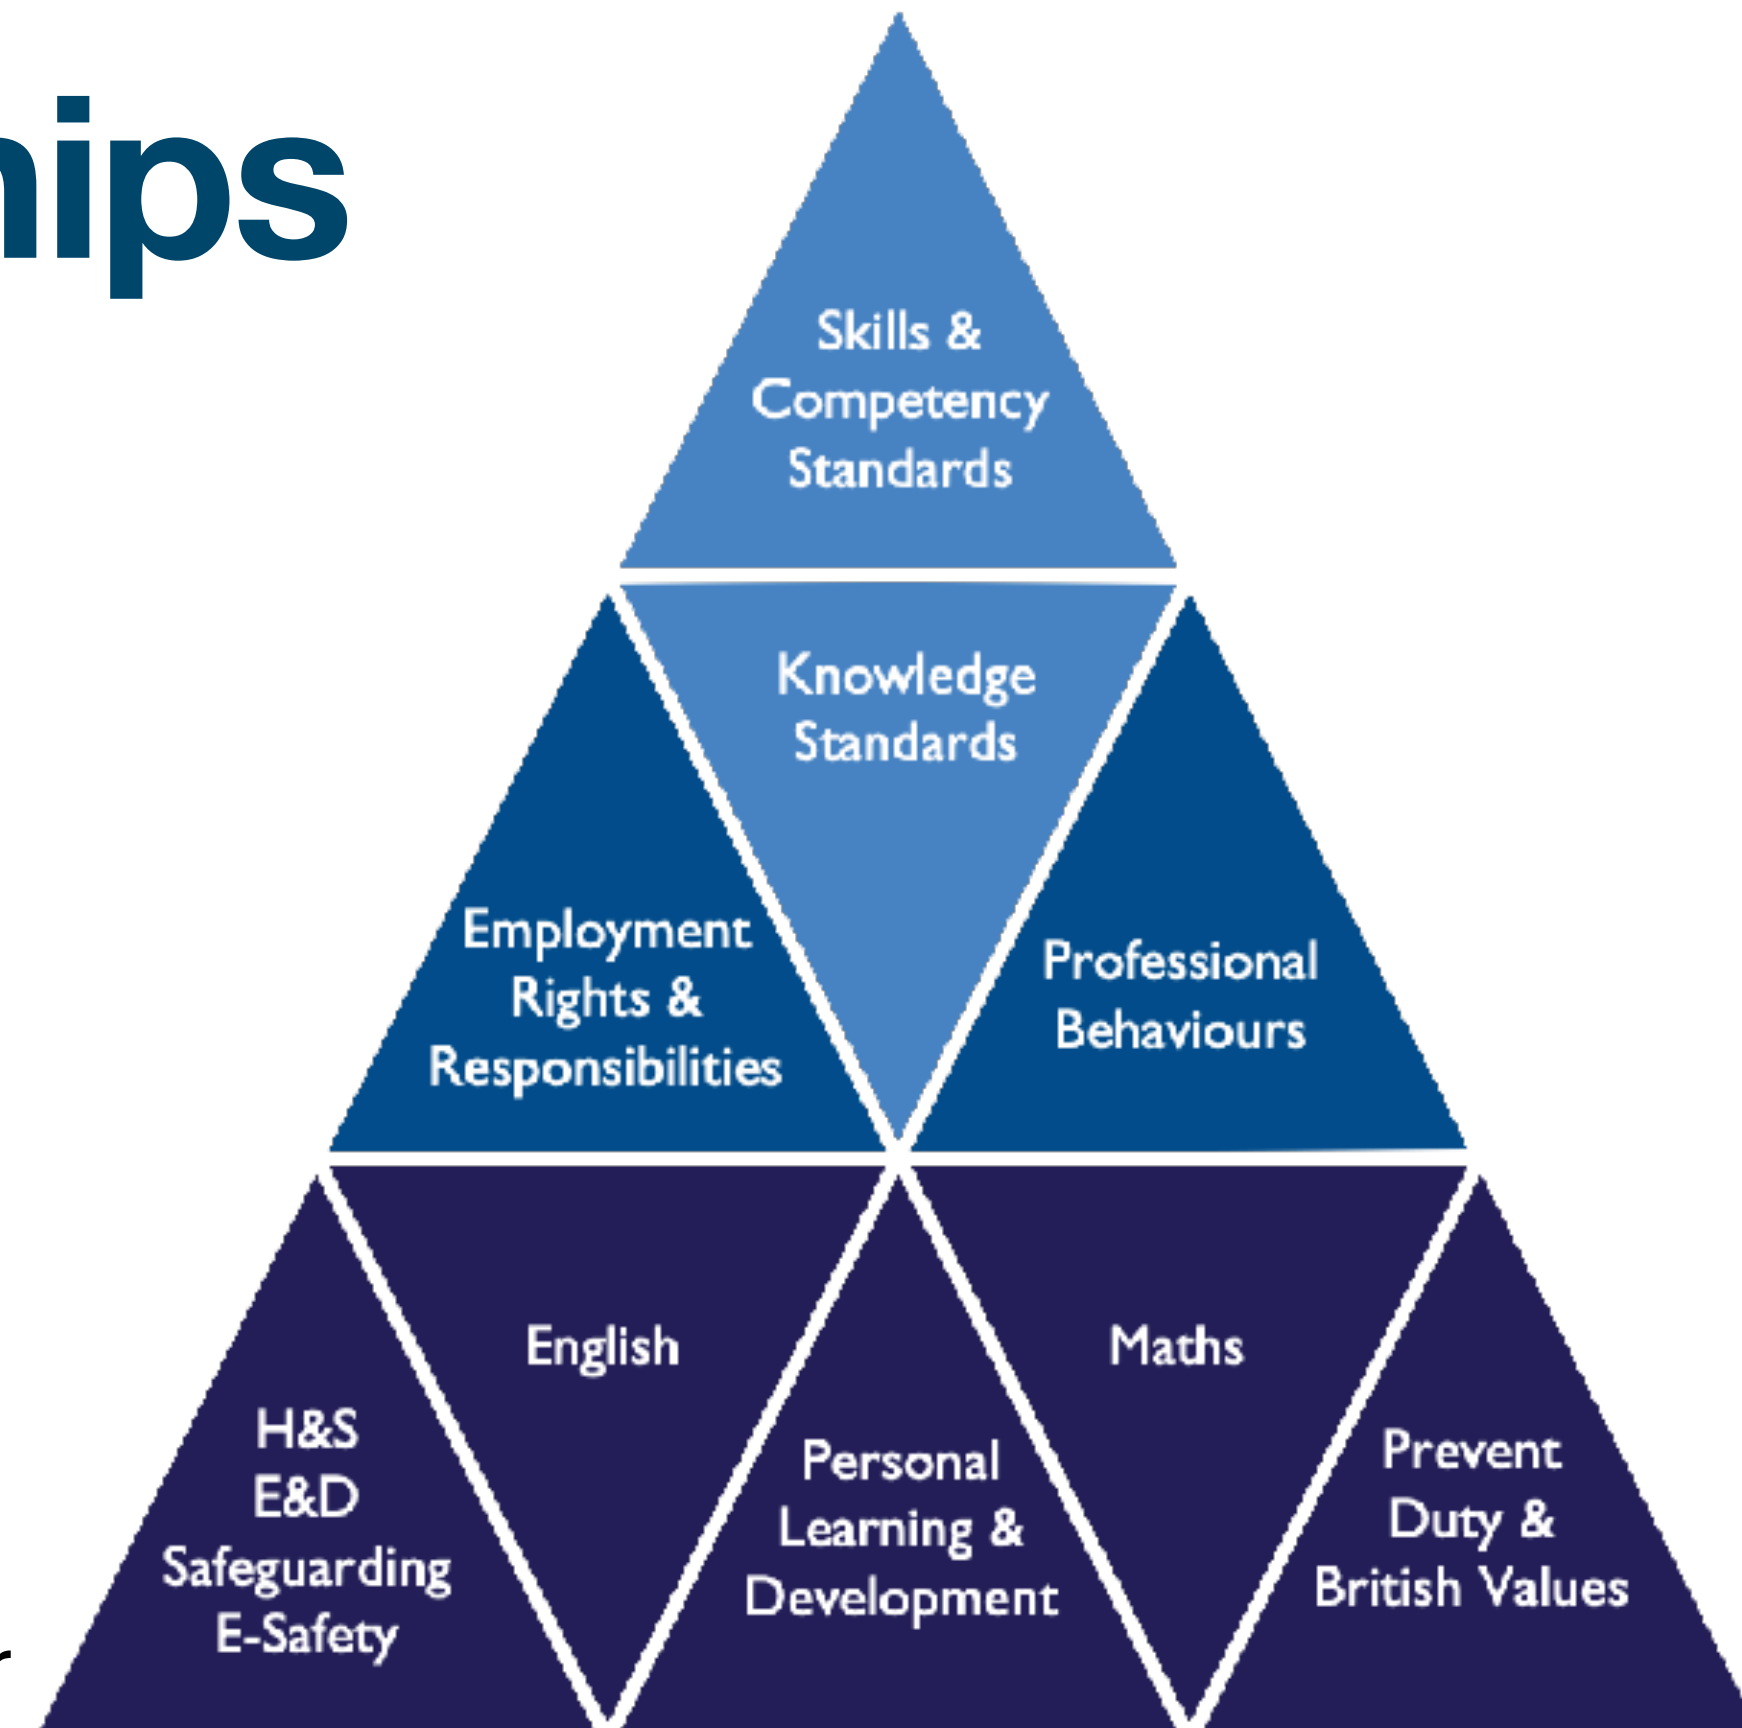 hips
Skills &
Competency
Standards
Knowledge
Standards
Employment
Rights &
Responsibilities
Professional
Behaviours
English
Maths
H&S
E&D
Safeguarding
E-Safety
Personal
Learning &
Development
Prevent
Duty &
British Values
r